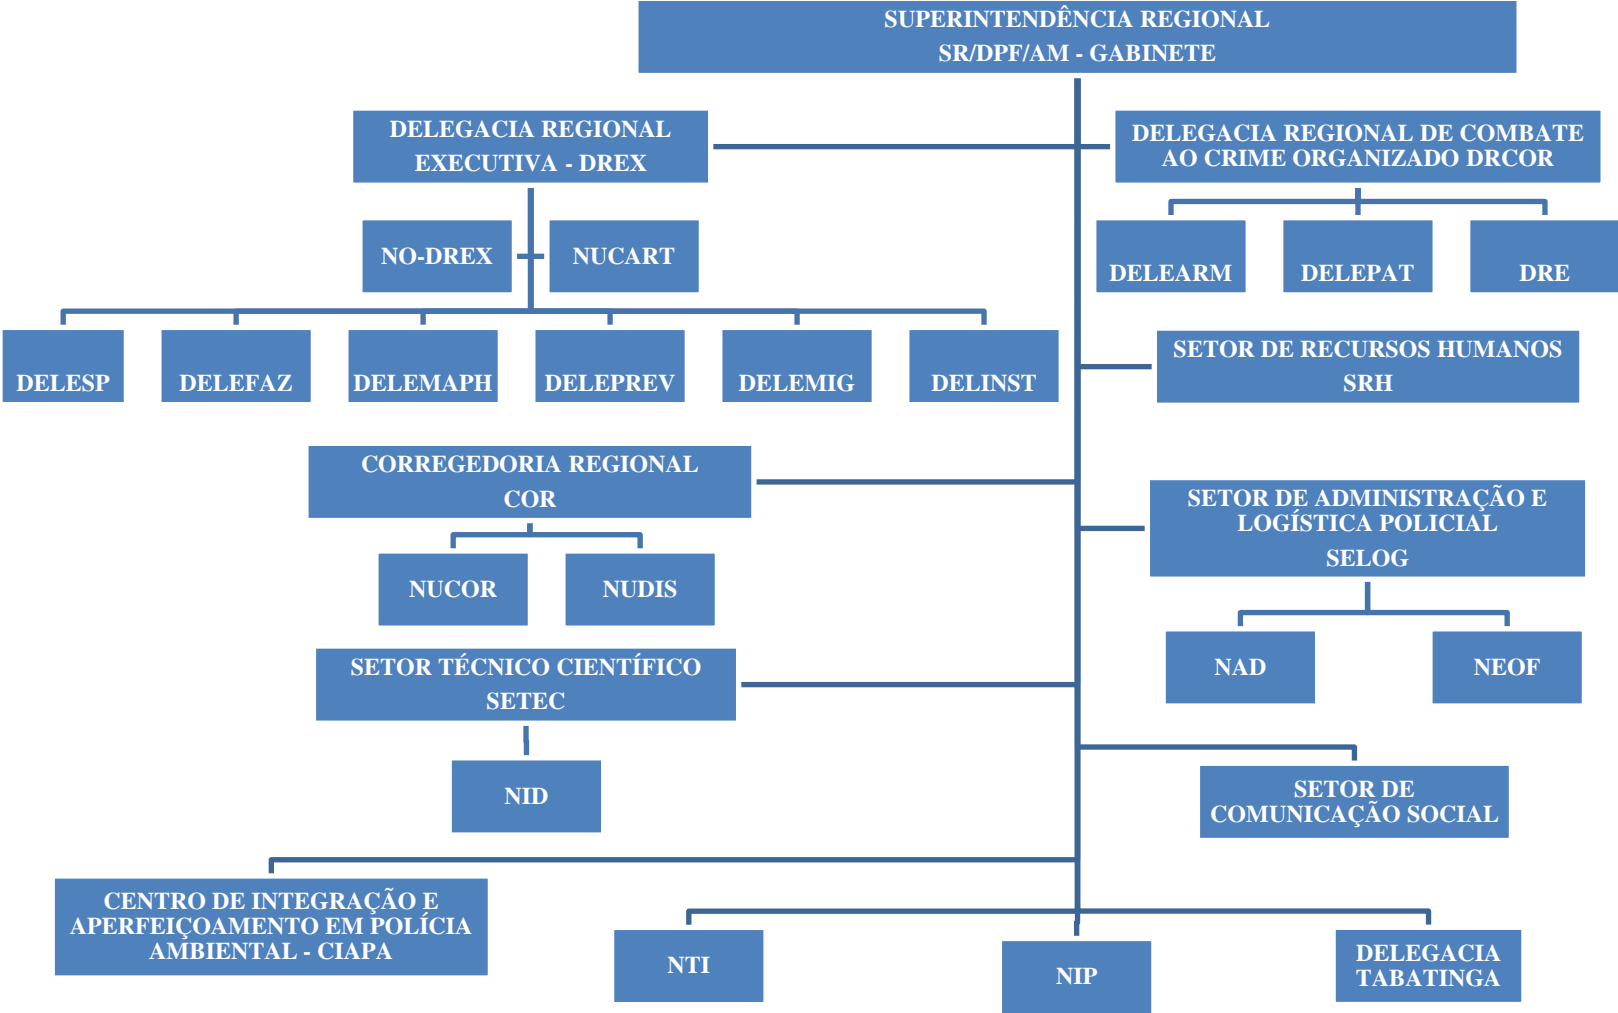 SUPERINTENDÊNCIA REGIONAL
SR/DPF/AM - GABINETE
DELEGACIA REGIONAL
EXECUTIVA - DREX
DELEGACIA REGIONAL DE COMBATE
AO CRIME ORGANIZADO DRCOR
NO-DREX
NUCART
DELEARM
DELEPAT
DRE
DELESP
DELEFAZ
DELEMAPH
DELEPREV
DELEMIG
DELINST
SETOR DE RECURSOS HUMANOS
SRH
CORREGEDORIA REGIONAL
COR
NUCOR
NUDIS
SETOR DE ADMINISTRAÇÃO E
LOGÍSTICA POLICIAL
SELOG
NAD
NEOF
SETOR TÉCNICO CIENTÍFICO
SETEC
NID
SETOR DE
COMUNICAÇÃO SOCIAL
CENTRO DE INTEGRAÇÃO E
APERFEIÇOAMENTO EM POLÍCIA
AMBIENTAL - CIAPA
NTI
NIP
DELEGACIA
TABATINGA